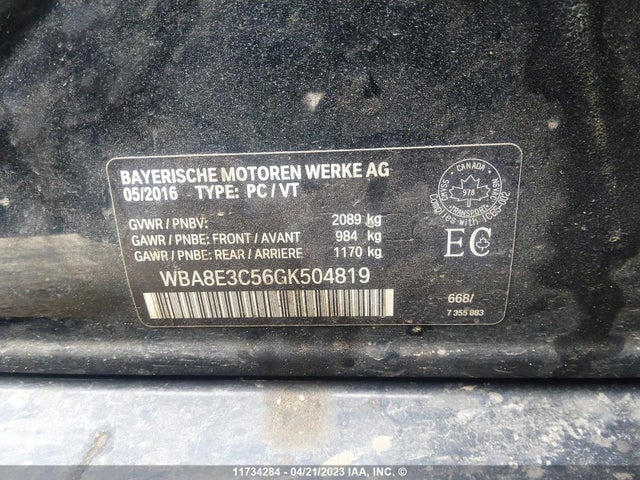 BAYERISCHE MOTOREN WERKE AG
05/2016 TYPE: PC / VT
GVWR / PNBV: 2089 kg
GAWR / PNBE: FRONT / AVANT 984 kg
GAWR / PNBE: REAR / ARRIERE 1170 kg
WBA8E3C56GK504819
CANADA
978
TRANSPORT
EC
668/
7 355 883
11734284 - 04/21/2023 IAA, INC. ©